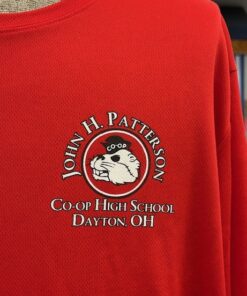 JOHN H. PATTERSON
CO-OP
CO-OP HIGH SCHOOL
DAYTON, OH